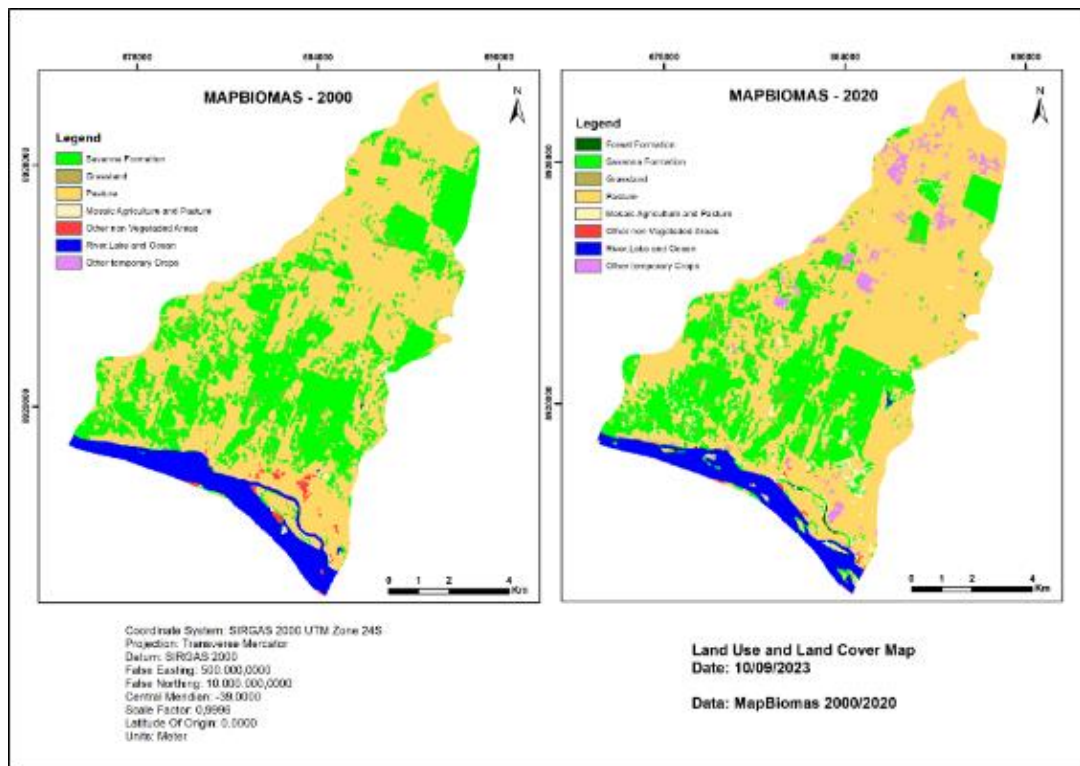 678000 684000 690000
MAPBIOMAS - 2000
N
Legend
Savanna Formation
Grassland
Pasture
Mosaic Agriculture and Pasture
Other non Vegetated Areas
River, Lake and Ocean
Other temporary Crops
8920000
0 1 2 4
Km
MAPBIOMAS - 2020
N
Legend
Forest Formation
Savanna Formation
Grassland
Pasture
Mosaic Agriculture and Pasture
Other non Vegetated Areas
River, Lake and Ocean
Other temporary Crops
8920000
0 1 2 4
Km
Coordinate System: SIRGAS 2000 UTM Zone 24S
Projection: Transverse Mercator
Datum: SIRGAS 2000
False Easting: 500.000,0000
False Northing: 10.000.000,0000
Central Meridian: -39.0000
Scale Factor: 0,9996
Latitude Of Origin: 0.0000
Units: Meter
Land Use and Land Cover Map
Date: 10/09/2023
Data: MapBiomas 2000/2020